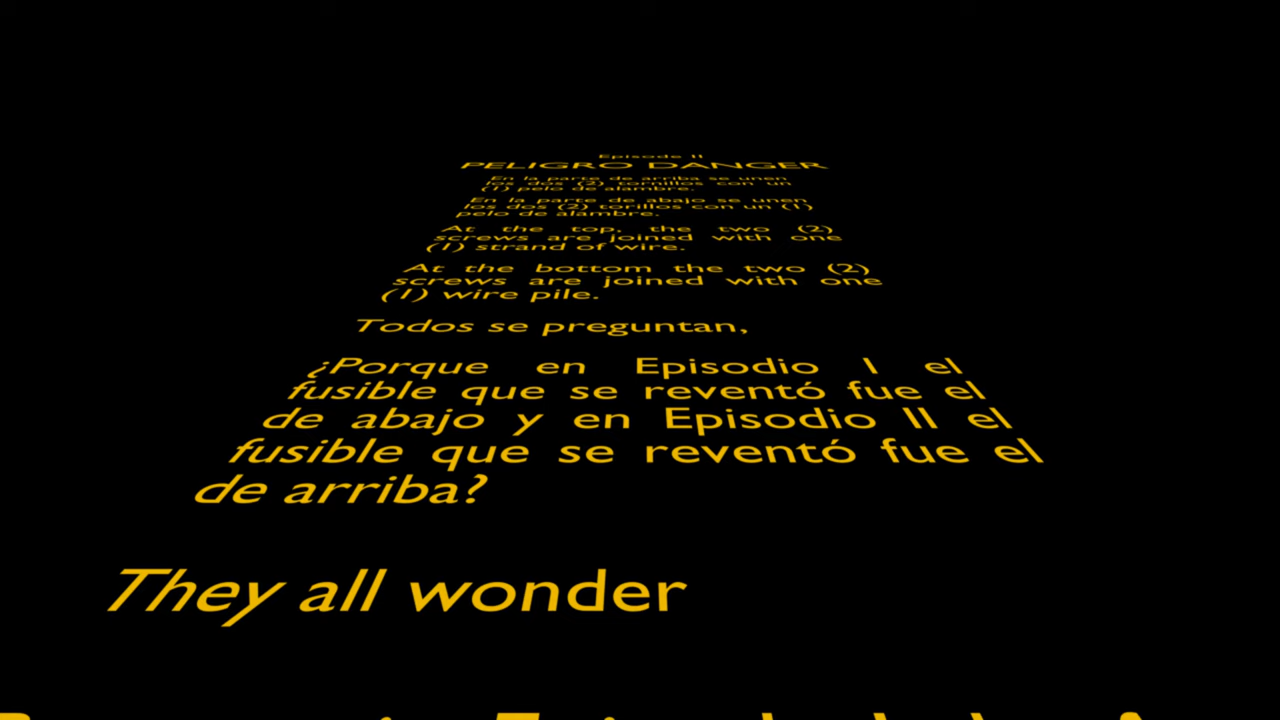 Episode II
PELIGRO DANGER
En la parte de arriba se unen
los dos (2) tornillos con un
(1) pelo de alambre.
En la parte de abajo se unen
los dos (2) torillos con un (1)
pelo de alambre.
At the top, the two (2)
screws are joined with one
(1) strand of wire.
At the bottom the two (2)
screws are joined with one
(1) wire pile.
Todos se preguntan,
¿Porque en Episodio I el
fusible que se reventó fue el
de abajo y en Episodio II el
fusible que se reventó fue el
de arriba?
They all wonder